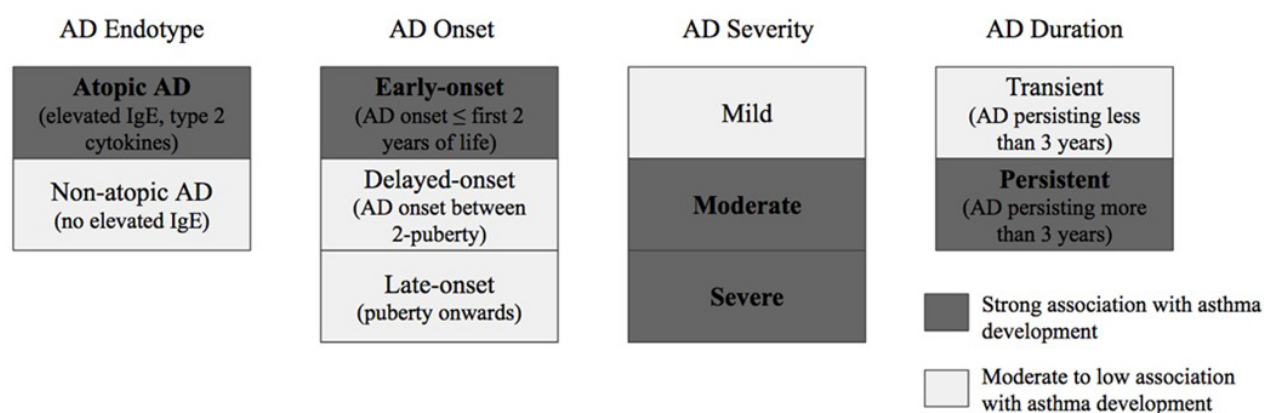 AD Endotype
Atopic AD
(elevated IgE, type 2
cytokines)
Non-atopic AD
(no elevated IgE)
AD Onset
Early-onset
(AD onset ≤ first 2
years of life)
Delayed-onset
(AD onset between
2-puberty)
Late-onset
(puberty onwards)
AD Severity
Mild
Moderate
Severe
AD Duration
Transient
(AD persisting less
than 3 years)
Persistent
(AD persisting more
than 3 years)
Strong association with asthma
development
Moderate to low association
with asthma development